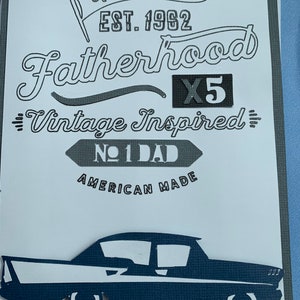 EST. 1962
Fatherhood
X5
Vintage Inspired
No 1 DAD
AMERICAN MADE